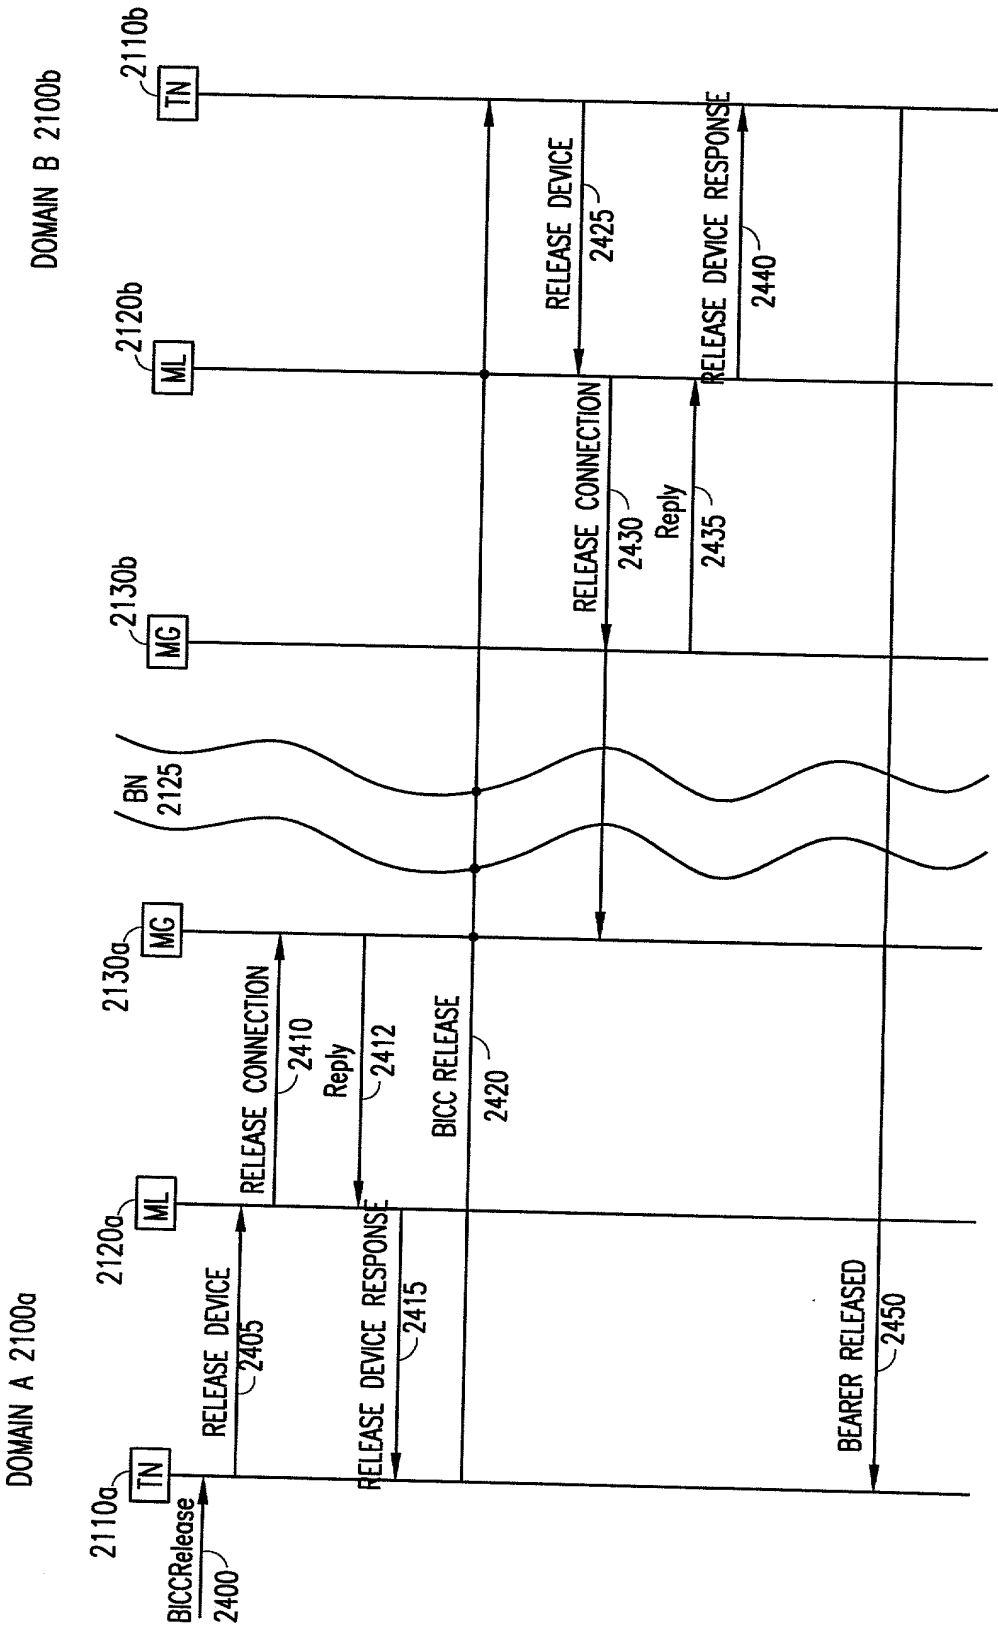 DOMAIN A 2100a
DOMAIN B 2100b
2110a
TN
2120a
ML
2130a
MG
BN
2125
2130b
MG
2120b
ML
2110b
TN
BICCRelease
2400
RELEASE DEVICE
2405
RELEASE CONNECTION
2410
Reply
2412
RELEASE DEVICE RESPONSE
2415
BICC RELEASE
2420
RELEASE DEVICE
2425
RELEASE CONNECTION
2430
Reply
2435
RELEASE DEVICE RESPONSE
2440
BEARER RELEASED
2450